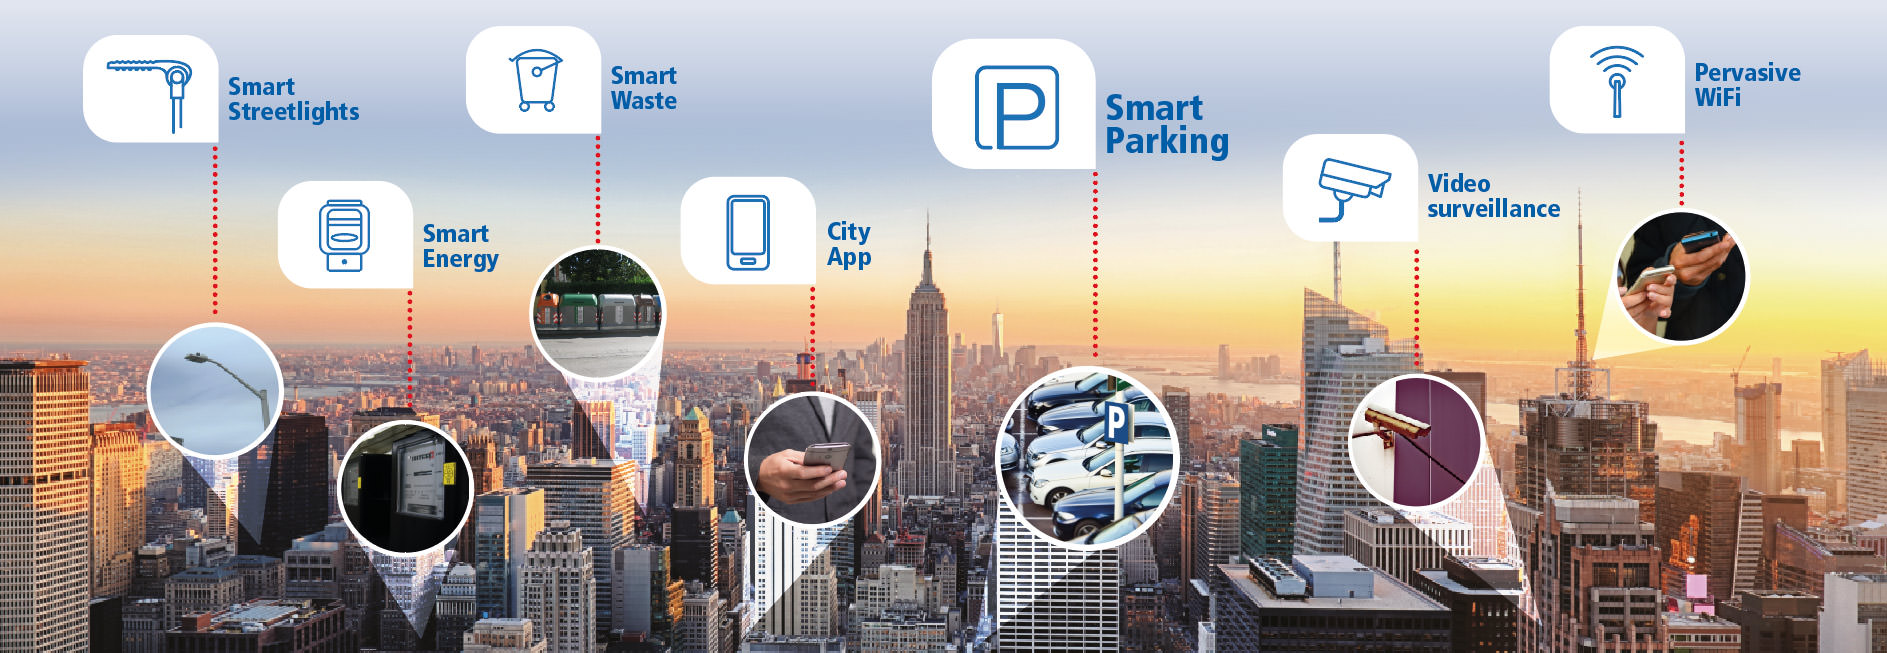 Smart
Streetlights
Smart
Energy
Smart
Waste
City
App
P
Smart
Parking
P
Video
surveillance
Pervasive
WiFi